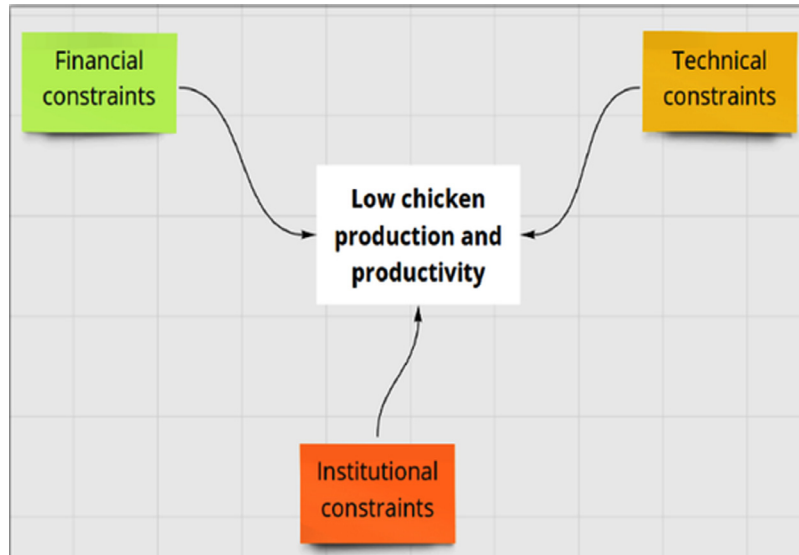 Financial
constraints
Technical
constraints
Low chicken
production and
productivity
Institutional
constraints